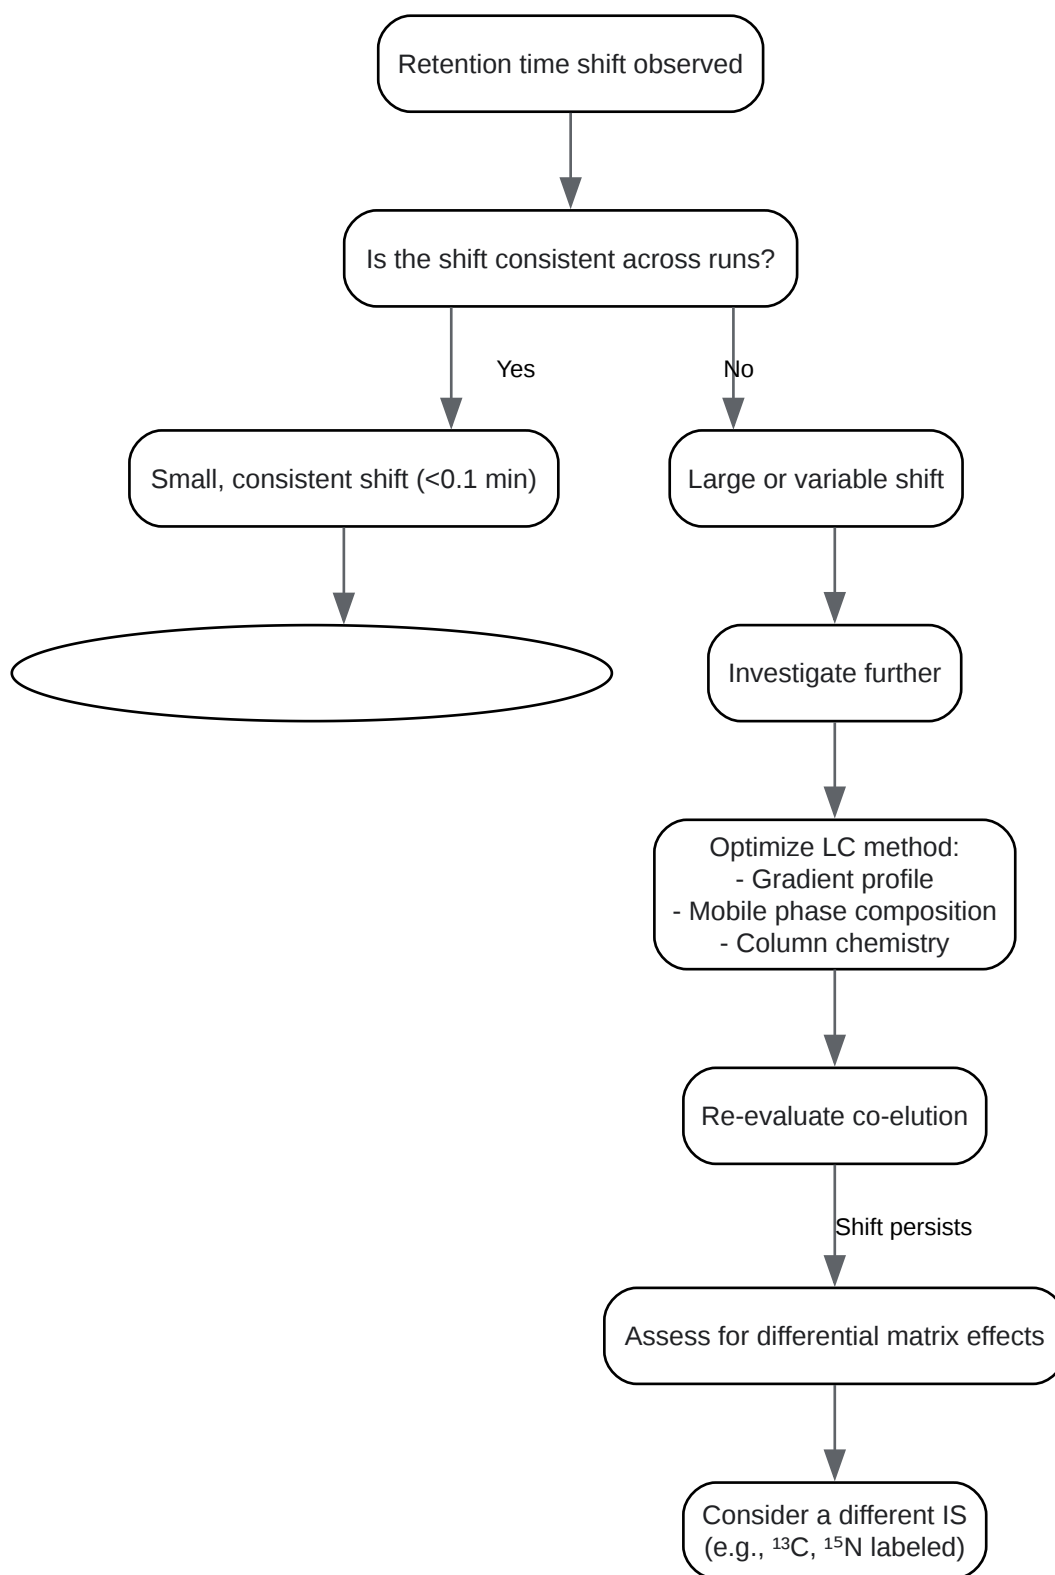 Retention time shift observed
Is the shift consistent across runs?
Yes
No
Small, consistent shift (<0.1 min)
Large or variable shift
Investigate further
Optimize LC method:
- Gradient profile
- Mobile phase composition
- Column chemistry
Re-evaluate co-elution
Shift persists
Assess for differential matrix effects
Consider a different IS
(e.g., ¹³C, ¹⁵N labeled)